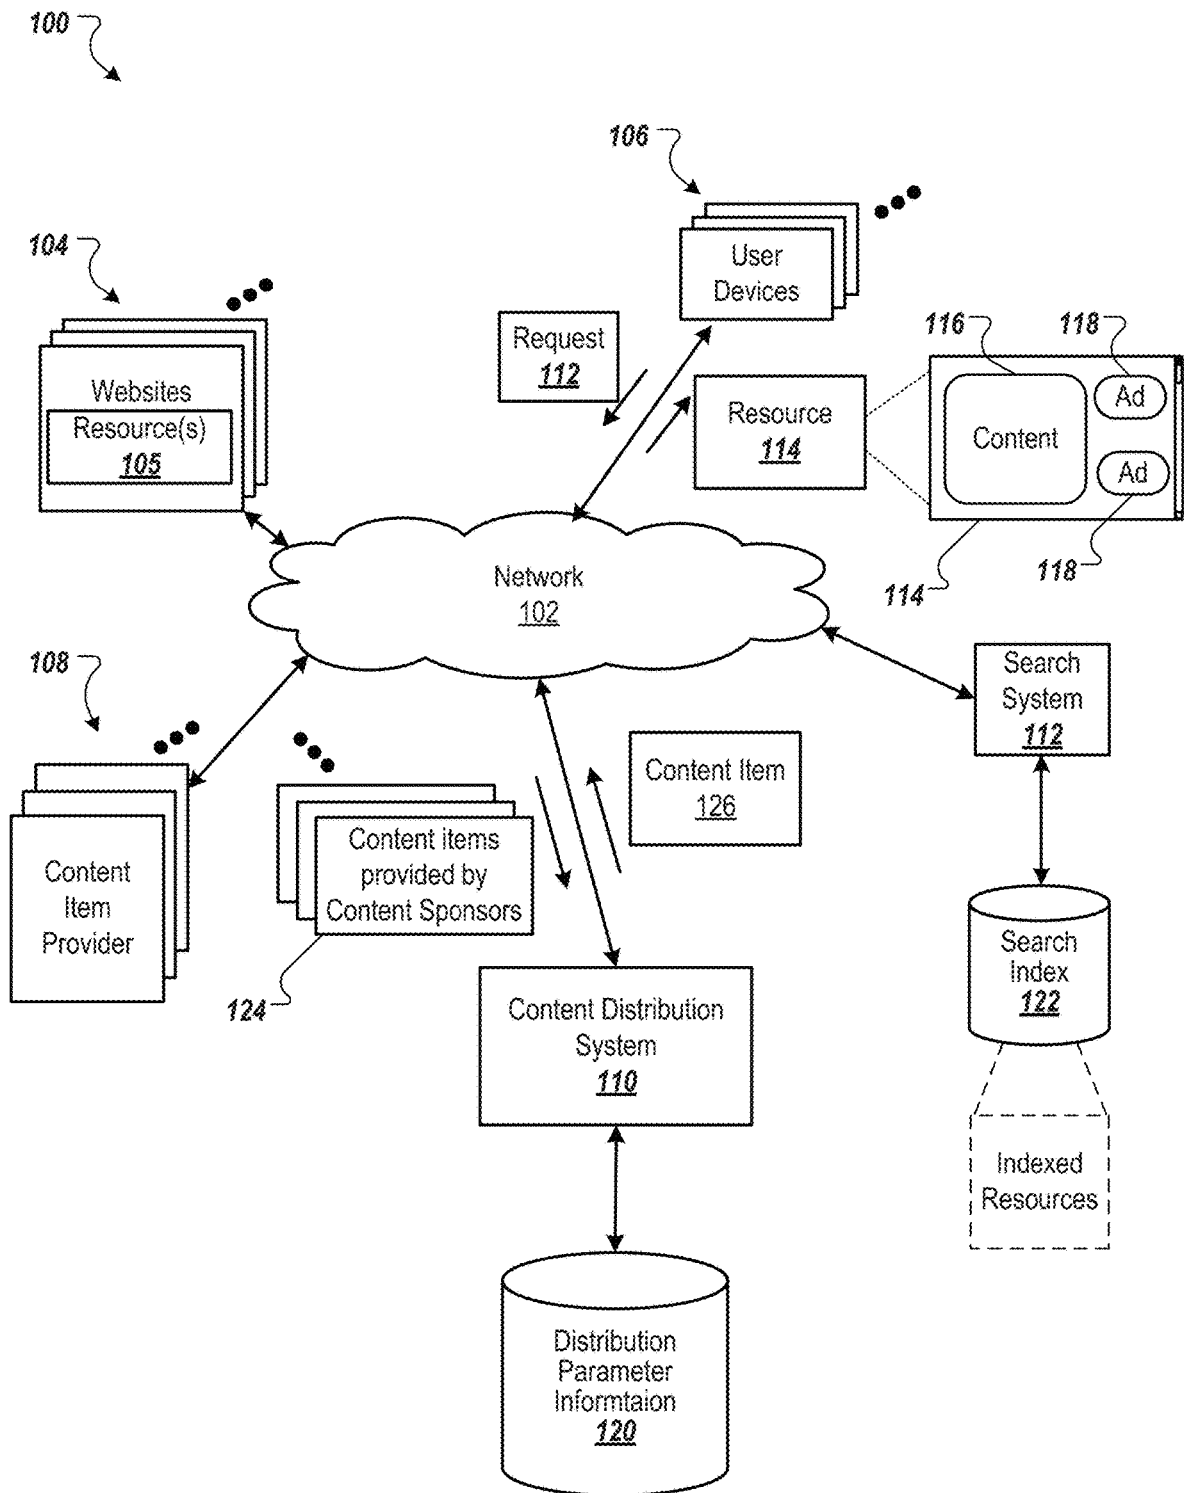 100
106
User
Devices
104
Websites
Resource(s)
105
Request
112
Resource
114
116
118
Content
Ad
Ad
114
118
Network
102
108
Content
Item
Provider
Content items
provided by
Content Sponsors
124
Content Item
126
Search
System
112
Search
Index
122
Indexed
Resources
Content Distribution
System
110
Distribution
Parameter
Informtaion
120